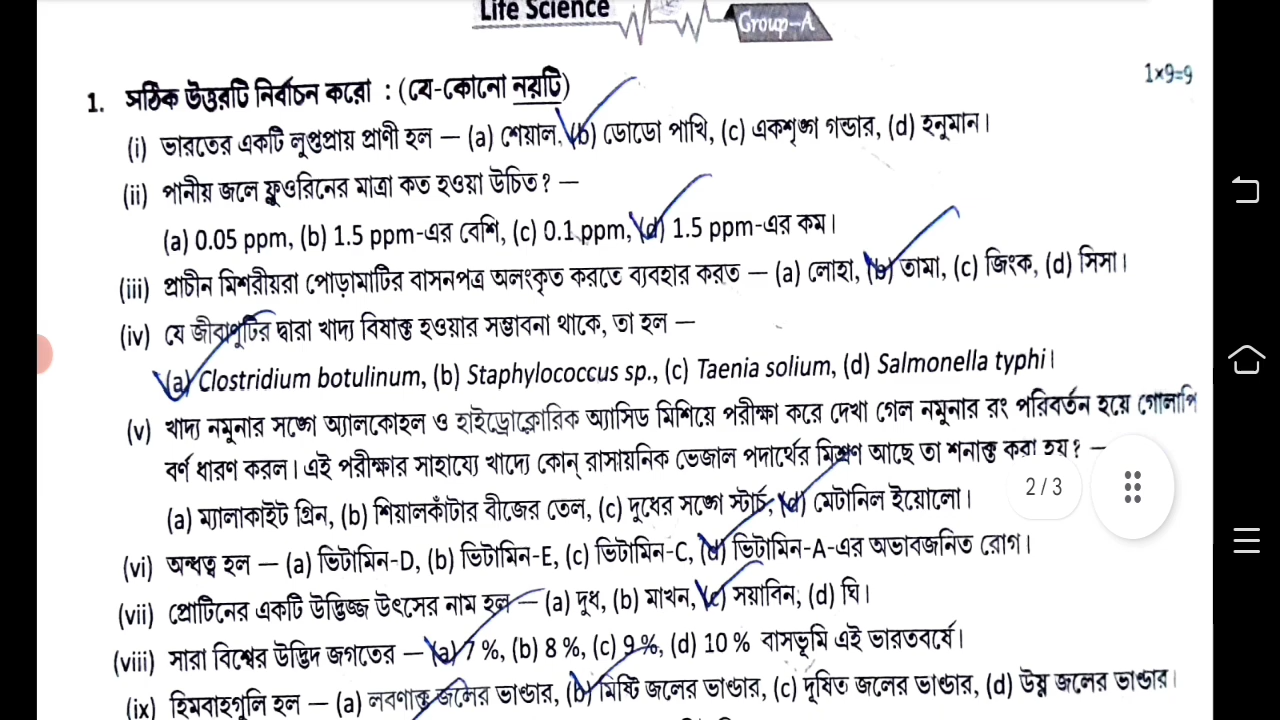 Life Science
Group-A
1. সঠিক উত্তরটি নির্বাচন করো : (যে-কোনো নয়টি) 1×9=9
(i) ভারতের একটি লুপ্তপ্রায় প্রাণী হল — (a) শেয়াল, (b) ডোডো পাখি, (c) একশৃঙ্গ গন্ডার, (d) হনুমান।
(ii) পানীয় জলে ফ্লুওরিনের মাত্রা কত হওয়া উচিত? —
(a) 0.05 ppm, (b) 1.5 ppm-এর বেশি, (c) 0.1 ppm, (d) 1.5 ppm-এর কম।
(iii) প্রাচীন মিশরীয়রা পোড়ামাটির বাসনপত্র অলংকৃত করতে ব্যবহার করত — (a) লোহা, (b) তামা, (c) জিংক, (d) সিসা।
(iv) যে জীবাণুটির দ্বারা খাদ্য বিষাক্ত হওয়ার সম্ভাবনা থাকে, তা হল —
(a) Clostridium botulinum, (b) Staphylococcus sp., (c) Taenia solium, (d) Salmonella typhi।
(v) খাদ্য নমুনার সঙ্গে অ্যালকোহল ও হাইড্রোক্লোরিক অ্যাসিড মিশিয়ে পরীক্ষা করে দেখা গেল নমুনার রং পরিবর্তন হয়ে গোলাপি
বর্ণ ধারণ করল। এই পরীক্ষার সাহায্যে খাদ্যে কোন্ রাসায়নিক ভেজাল পদার্থের মিশ্রণ আছে তা শনাক্ত করা হয়? —
2/3
(a) ম্যালাকাইট গ্রিন, (b) শিয়ালকাঁটার বীজের তেল, (c) দুধের সঙ্গে স্টার্চ, (d) মেটানিল ইয়োলো।
(vi) অন্ধত্ব হল — (a) ভিটামিন-D, (b) ভিটামিন-E, (c) ভিটামিন-C, (d) ভিটামিন-A-এর অভাবজনিত রোগ।
(vii) প্রোটিনের একটি উদ্ভিজ্জ উৎসের নাম হল — (a) দুধ, (b) মাখন, (c) সয়াবিন, (d) ঘি।
(viii) সারা বিশ্বের উদ্ভিদ জগতের — (a) 7 %, (b) 8 %, (c) 9 %, (d) 10 % বাসভূমি এই ভারতবর্ষে।
(ix) হিমবাহগুলি হল — (a) লবণাক্ত জলের ভাণ্ডার, (b) মিষ্টি জলের ভাণ্ডার, (c) দূষিত জলের ভাণ্ডার, (d) উষ্ণ জলের ভাণ্ডার।